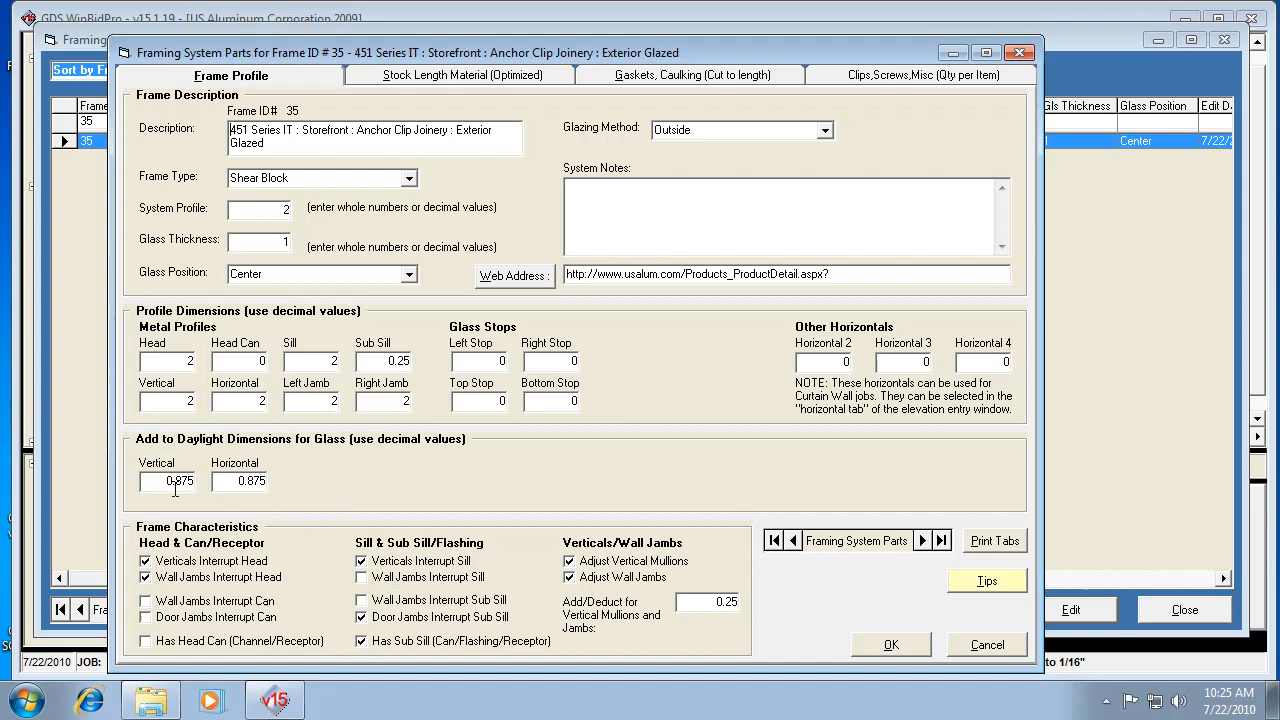 GDS WinBidPro - v15.1.19 - [US Aluminum Corporation 2009]
Framing
Framing System Parts for Frame ID # 35 - 451 Series IT : Storefront : Anchor Clip Joinery : Exterior Glazed
Sort by Fr
Frame Profile
Stock Length Material (Optimized)
Gaskets, Caulking (Cut to length)
Clips,Screws,Misc (Qty per Item)
Frame
Gls Thickness
Glass Position
Edit D
35
35
Center
7/22/2
Frame Description
Frame ID# 35
Description:
451 Series IT : Storefront : Anchor Clip Joinery : Exterior
Glazed
Glazing Method:
Outside
System Notes:
Frame Type:
Shear Block
System Profile:
2
(enter whole numbers or decimal values)
Glass Thickness:
1
(enter whole numbers or decimal values)
Glass Position:
Center
Web Address :
http://www.usalum.com/Products_ProductDetail.aspx?
Profile Dimensions (use decimal values)
Metal Profiles
Glass Stops
Other Horizontals
Head
Head Can
Sill
Sub Sill
Left Stop
Right Stop
Horizontal 2
Horizontal 3
Horizontal 4
2
0
2
0.25
0
0
0
0
0
Vertical
Horizontal
Left Jamb
Right Jamb
Top Stop
Bottom Stop
2
2
2
2
0
0
NOTE: These horizontals can be used for
Curtain Wall jobs. They can be selected in the
"horizontal tab" of the elevation entry window.
Add to Daylight Dimensions for Glass (use decimal values)
Vertical
Horizontal
0.875
0.875
Frame Characteristics
Head & Can/Receptor
Sill & Sub Sill/Flashing
Verticals/Wall Jambs
Verticals Interrupt Head
Wall Jambs Interrupt Head
Wall Jambs Interrupt Can
Door Jambs Interrupt Can
Has Head Can (Channel/Receptor)
Verticals Interrupt Sill
Wall Jambs Interrupt Sill
Wall Jambs Interrupt Sub Sill
Door Jambs Interrupt Sub Sill
Has Sub Sill (Can/Flashing/Receptor)
Adjust Vertical Mullions
Adjust Wall Jambs
Add/Deduct for
Vertical Mullions and
Jambs:
0.25
Framing System Parts
Print Tabs
Tips
OK
Cancel
Fra
Edit
Close
7/22/2010
JOB:
to 1/16"
v15
10:25 AM
7/22/2010